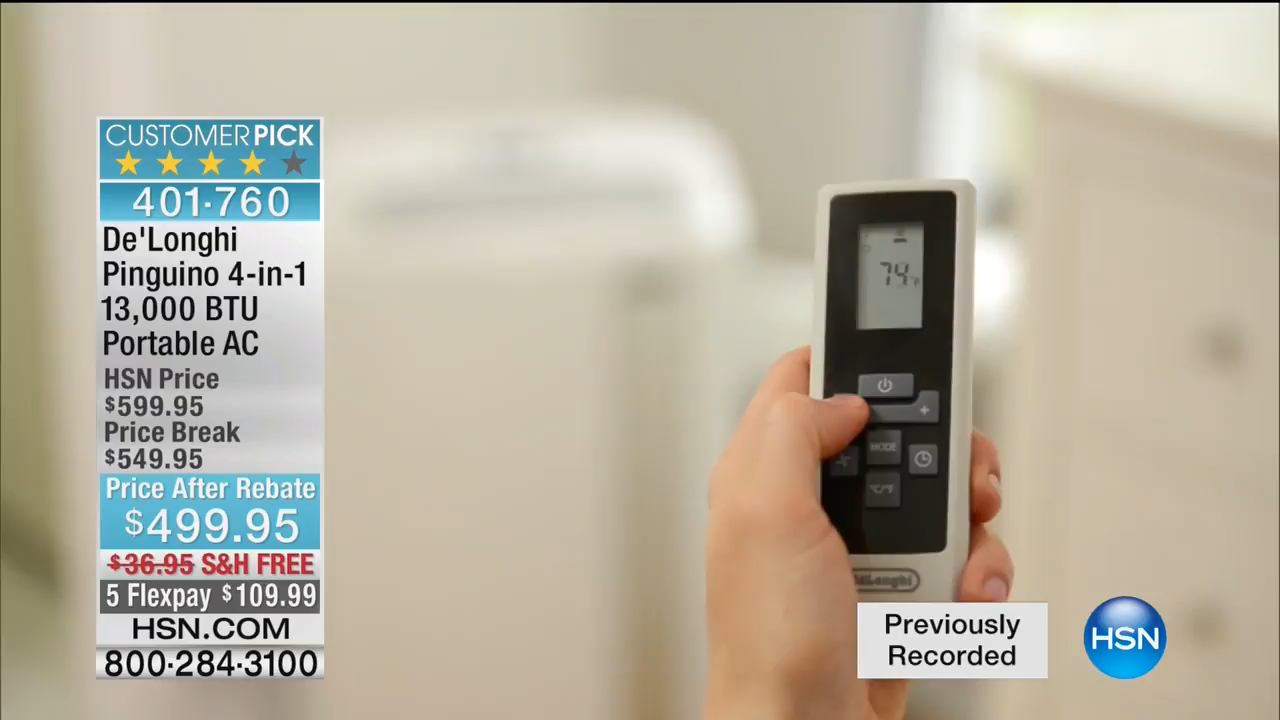 CUSTOMER PICK
401·760
De'Longhi
Pinguino 4-in-1
13,000 BTU
Portable AC
HSN Price
$599.95
Price Break
$549.95
Price After Rebate
$499.95
$36.95 S&H FREE
5 Flexpay $109.99
HSN.COM
800·284·3100
74°F
+
MODE
°C/°F
DeLonghi
Previously
Recorded
HSN